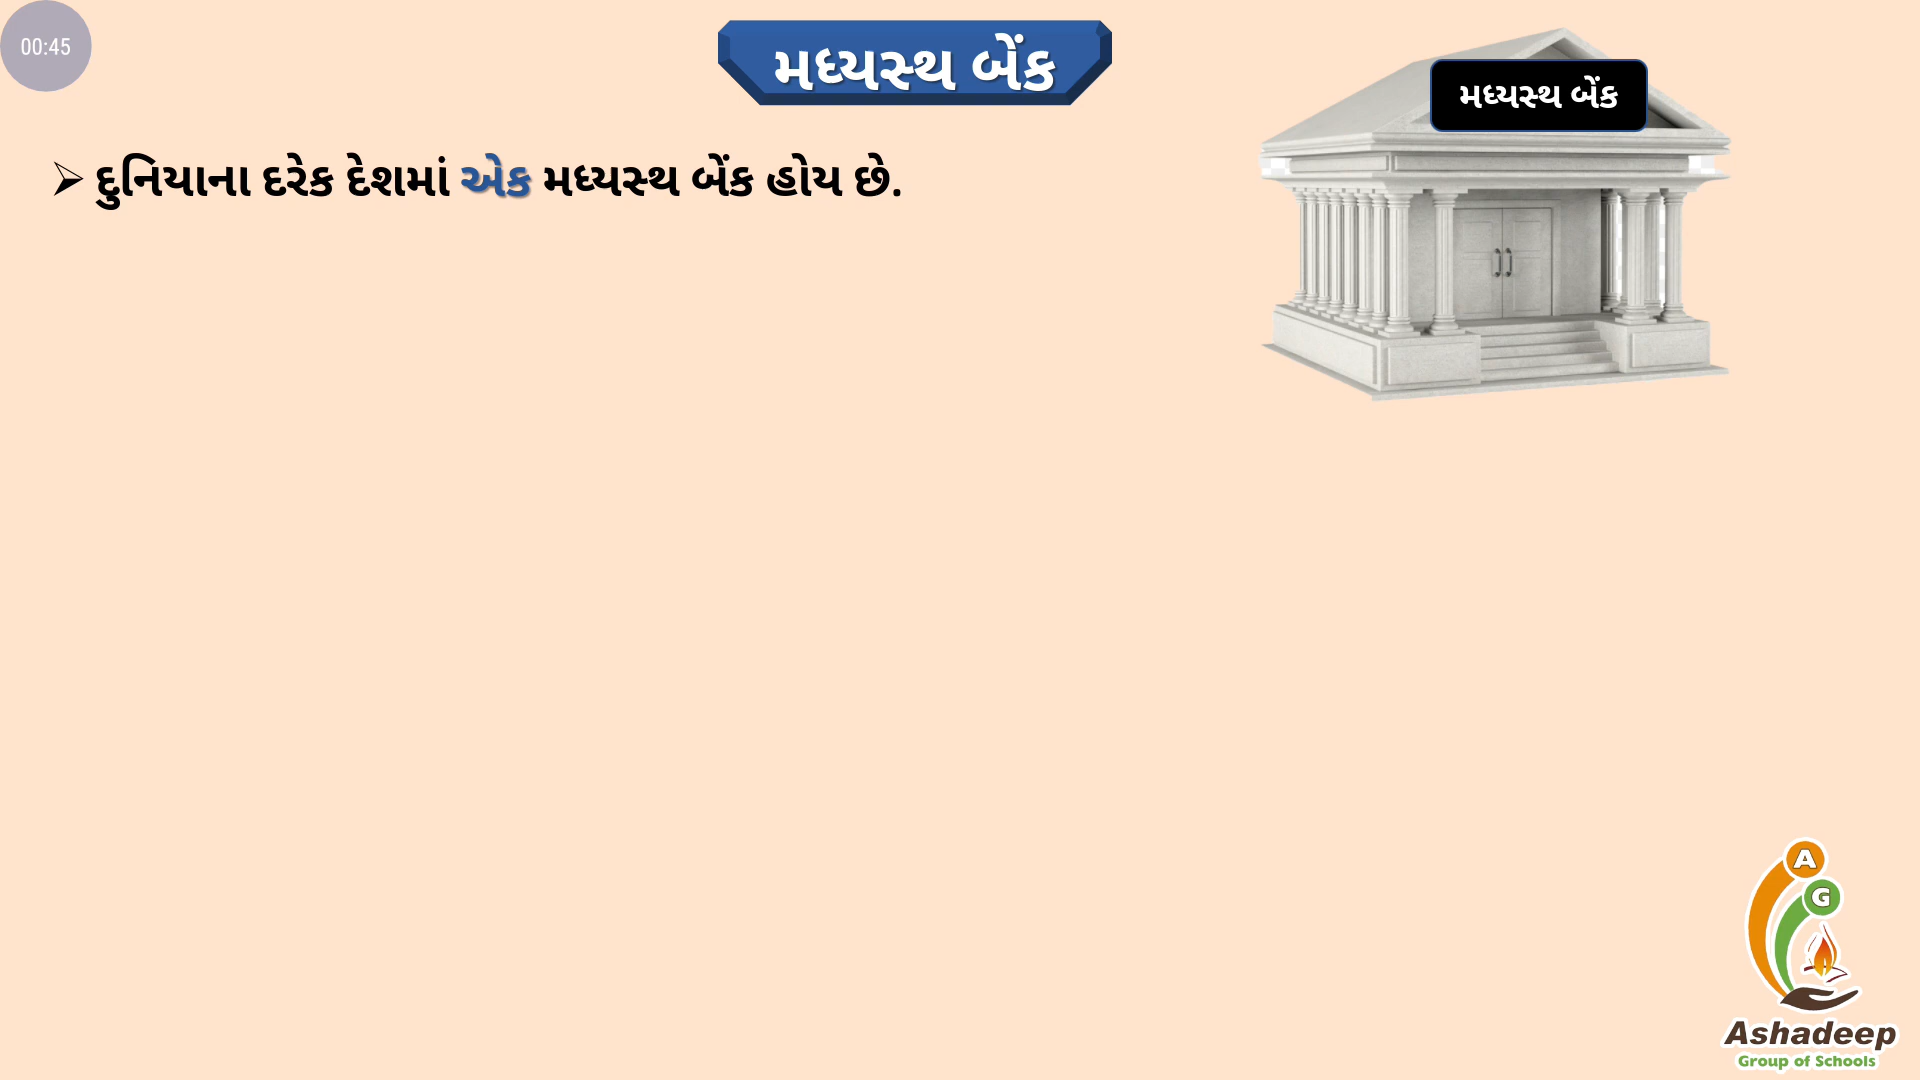 00:45
મધ્યસ્થ બેંક
મધ્યસ્થ બેંક
➢ દુનિયાના દરેક દેશમાં એક મધ્યસ્થ બેંક હોય છે.
A
G
Ashadeep
Group of Schools